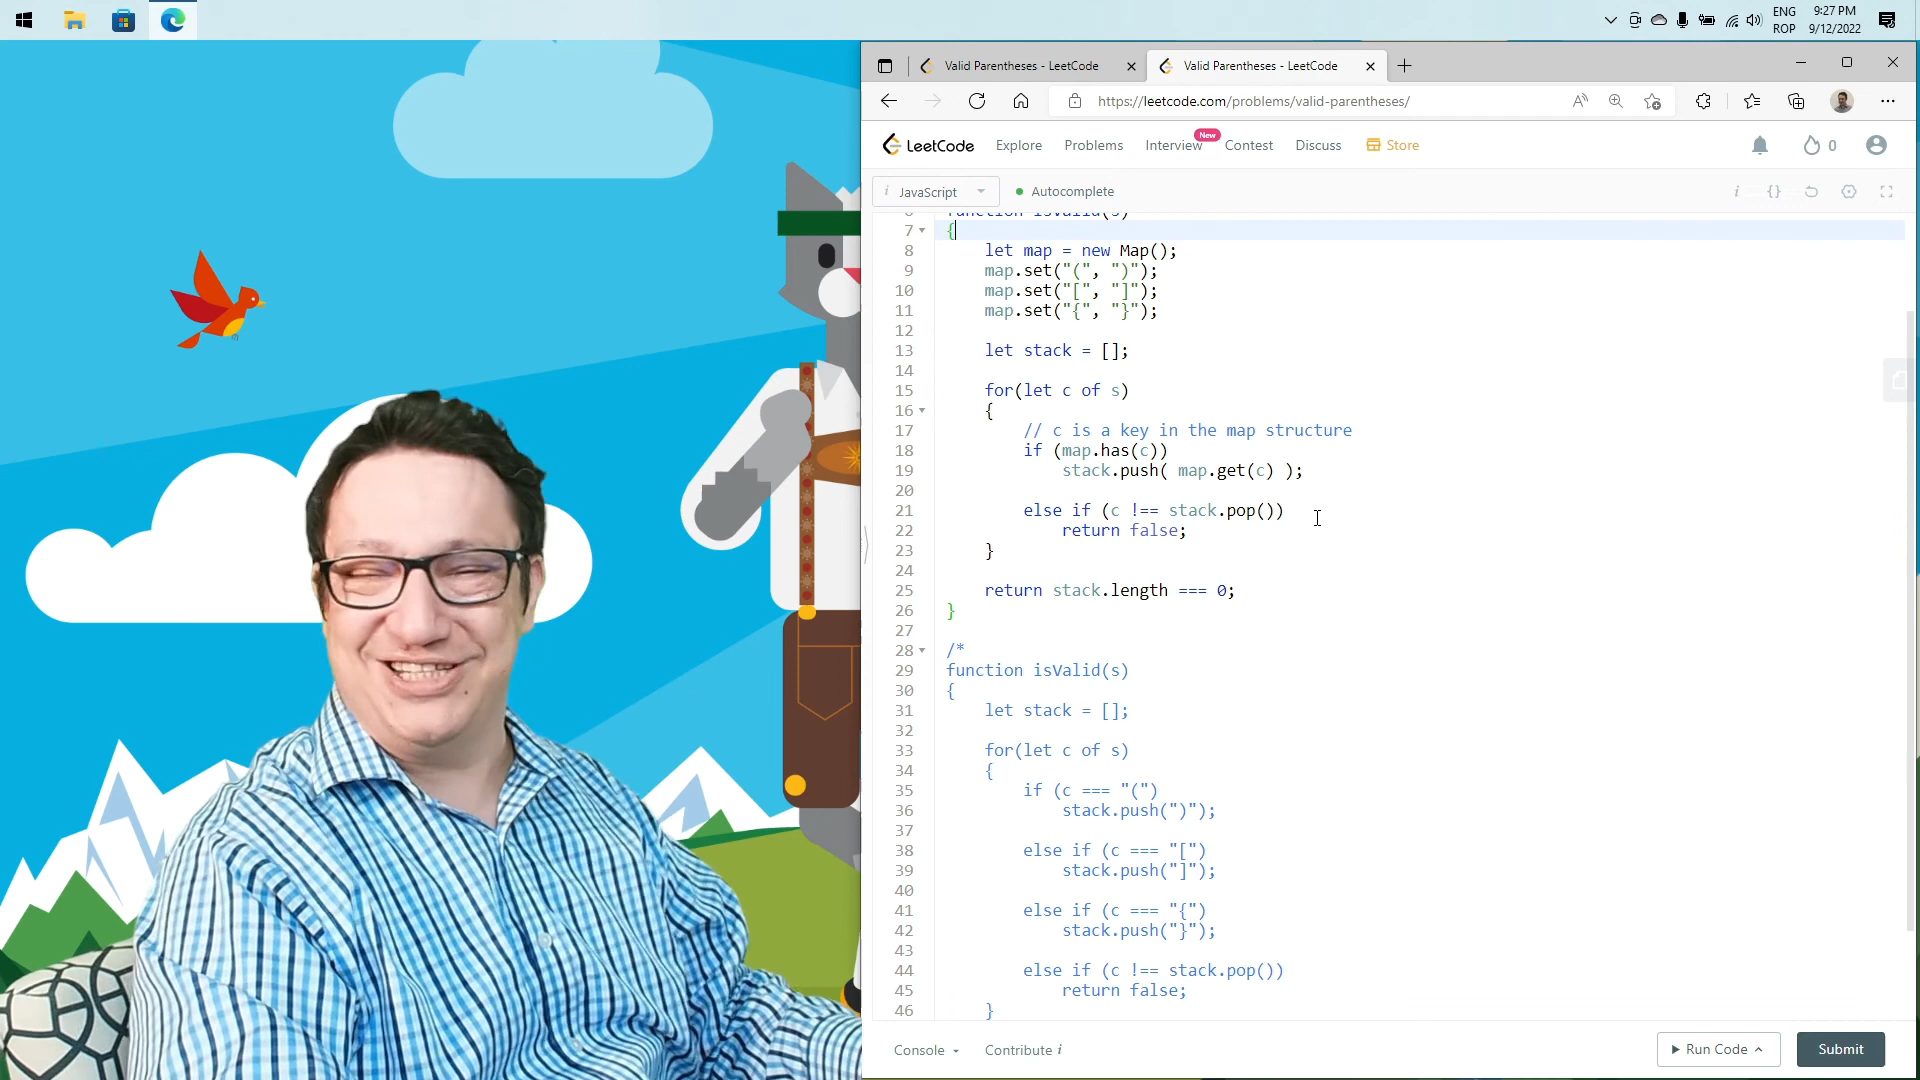 ENG
ROP
9:27 PM
9/12/2022
Valid Parentheses - LeetCode
Valid Parentheses - LeetCode
https://leetcode.com/problems/valid-parentheses/
LeetCode
Explore
Problems
Interview
New
Contest
Discuss
Store
0
i JavaScript
Autocomplete
i {}
6 function isValid(s)
7 {
8 let map = new Map();
9 map.set("(", ")");
10 map.set("[", "]");
11 map.set("{", "}");
12
13 let stack = [];
14
15 for(let c of s)
16 {
17 // c is a key in the map structure
18 if (map.has(c))
19 stack.push( map.get(c) );
20
21 else if (c !== stack.pop())
22 return false;
23 }
24
25 return stack.length === 0;
26 }
27
28 /*
29 function isValid(s)
30 {
31 let stack = [];
32
33 for(let c of s)
34 {
35 if (c === "(")
36 stack.push(")");
37
38 else if (c === "[")
39 stack.push("]");
40
41 else if (c === "{")
42 stack.push("}");
43
44 else if (c !== stack.pop())
45 return false;
46 }
Console
Contribute i
Run Code
Submit